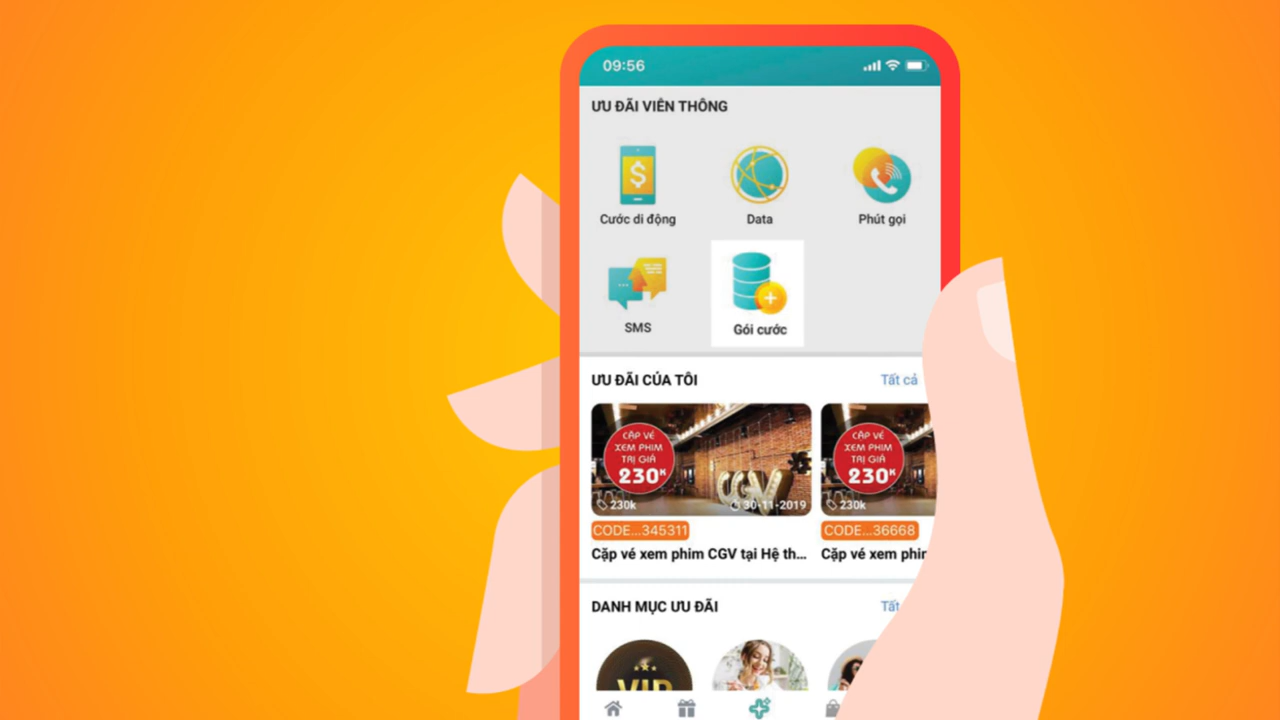 09:56
ƯU ĐÃI VIỄN THÔNG
$
Cước di động
Data
Phút gọi
SMS
Gói cước
ƯU ĐÃI CỦA TÔI
Tất cả
CẶP VÉ
XEM PHIM
TRỊ GIÁ
230K
CGV
230k
30-11-2019
CẶP VÉ
XEM PHIM
TRỊ GIÁ
230K
230k
CODE...345311
CODE...36668
Cặp vé xem phim CGV tại Hệ th...
Cặp vé xem phim
DANH MỤC ƯU ĐÃI
Tất
VIP